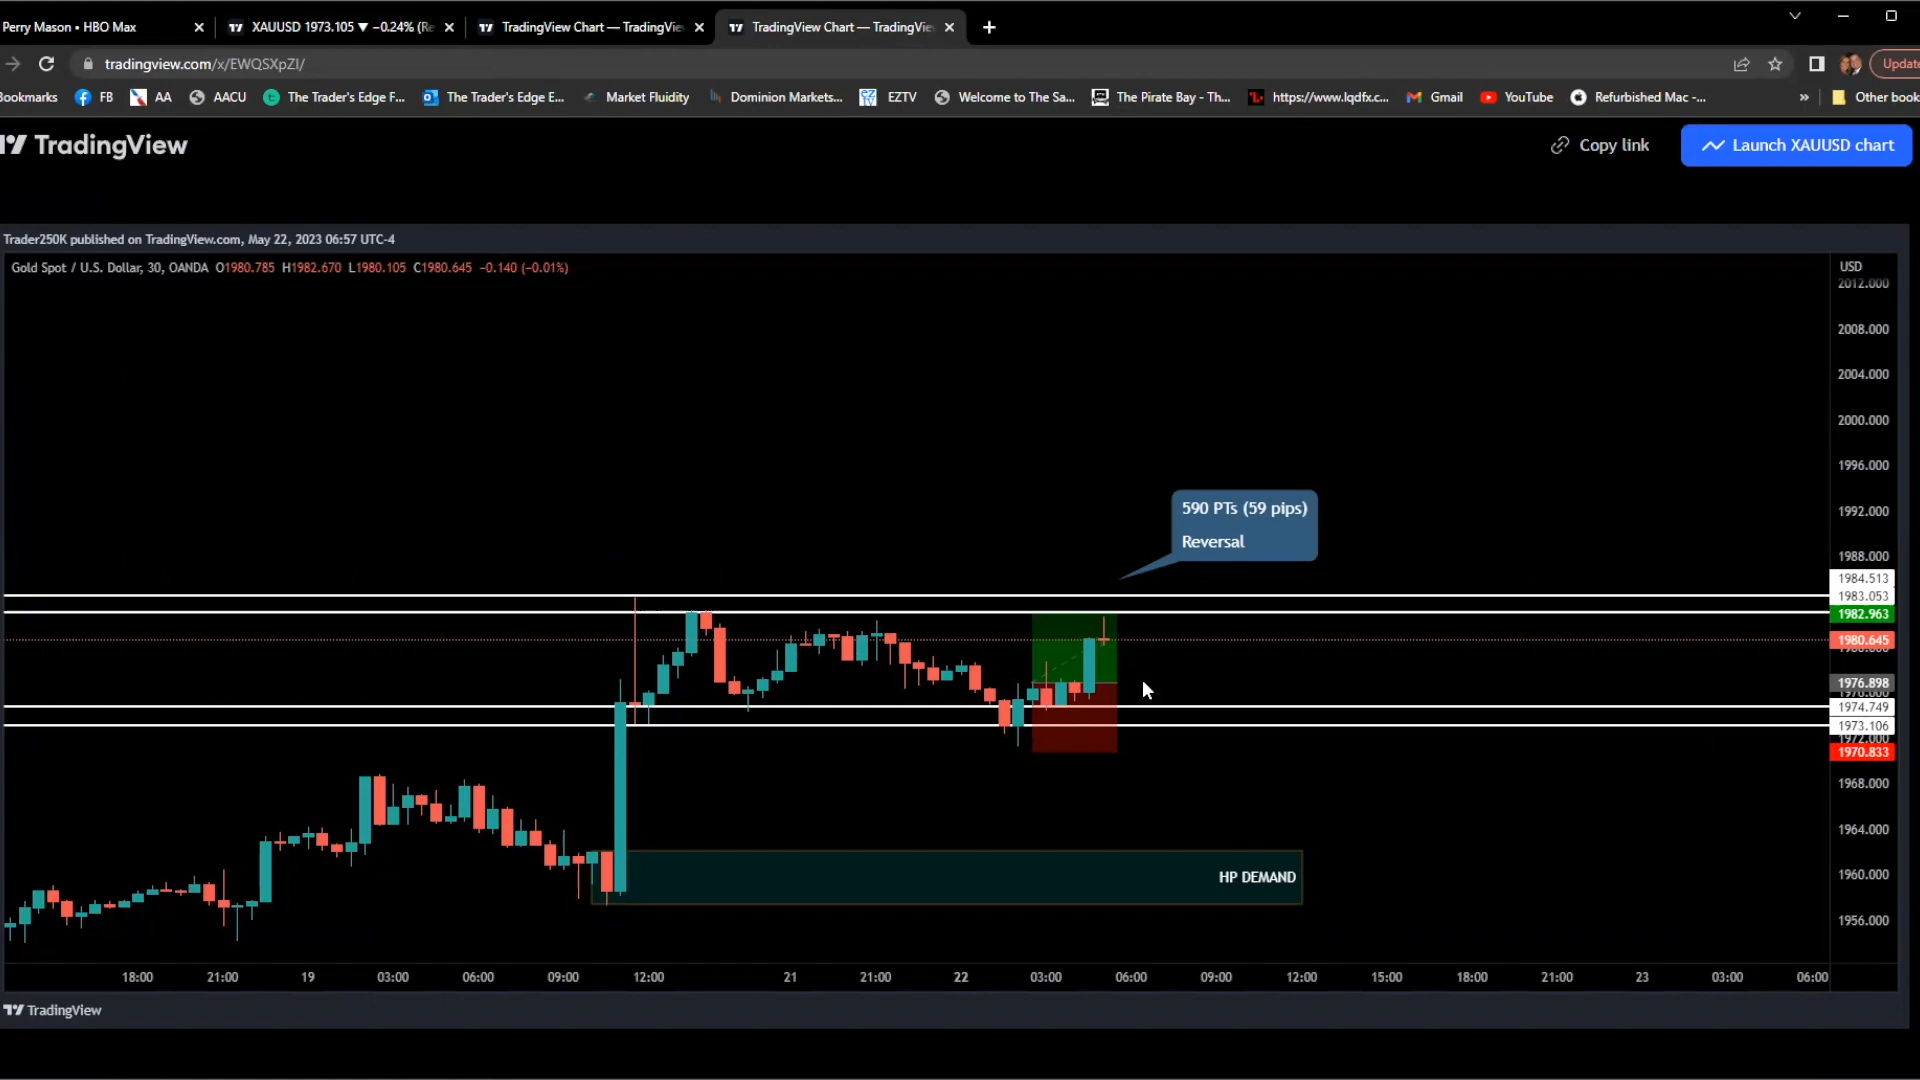 Perry Mason • HBO Max
XAUUSD 1973.105 ▼ −0.24% (Re
TradingView Chart — TradingVie
TradingView Chart — TradingVie
tradingview.com/x/EWQSXpZI/
Update
Bookmarks
FB
AA
AACU
The Trader's Edge F...
The Trader's Edge E...
Market Fluidity
Dominion Markets...
EZTV
Welcome to The Sa...
The Pirate Bay - Th...
https://www.lqdfx.c...
Gmail
YouTube
Refurbished Mac -...
»
Other book
TradingView
Copy link
Launch XAUUSD chart
Trader250K published on TradingView.com, May 22, 2023 06:57 UTC-4
Gold Spot / U.S. Dollar, 30, OANDA O1980.785 H1982.670 L1980.105 C1980.645 −0.140 (−0.01%)
USD
2012.000
2008.000
2004.000
2000.000
1996.000
1992.000
1988.000
1984.513
1983.053
1982.963
1980.645
1976.898
1974.749
1973.106
1972.000
1970.833
1968.000
1964.000
1960.000
1956.000
590 PTs (59 pips)
Reversal
HP DEMAND
18:00 21:00 19 03:00 06:00 09:00 12:00 21 21:00 22 03:00 06:00 09:00 12:00 15:00 18:00 21:00 23 03:00 06:00
TradingView